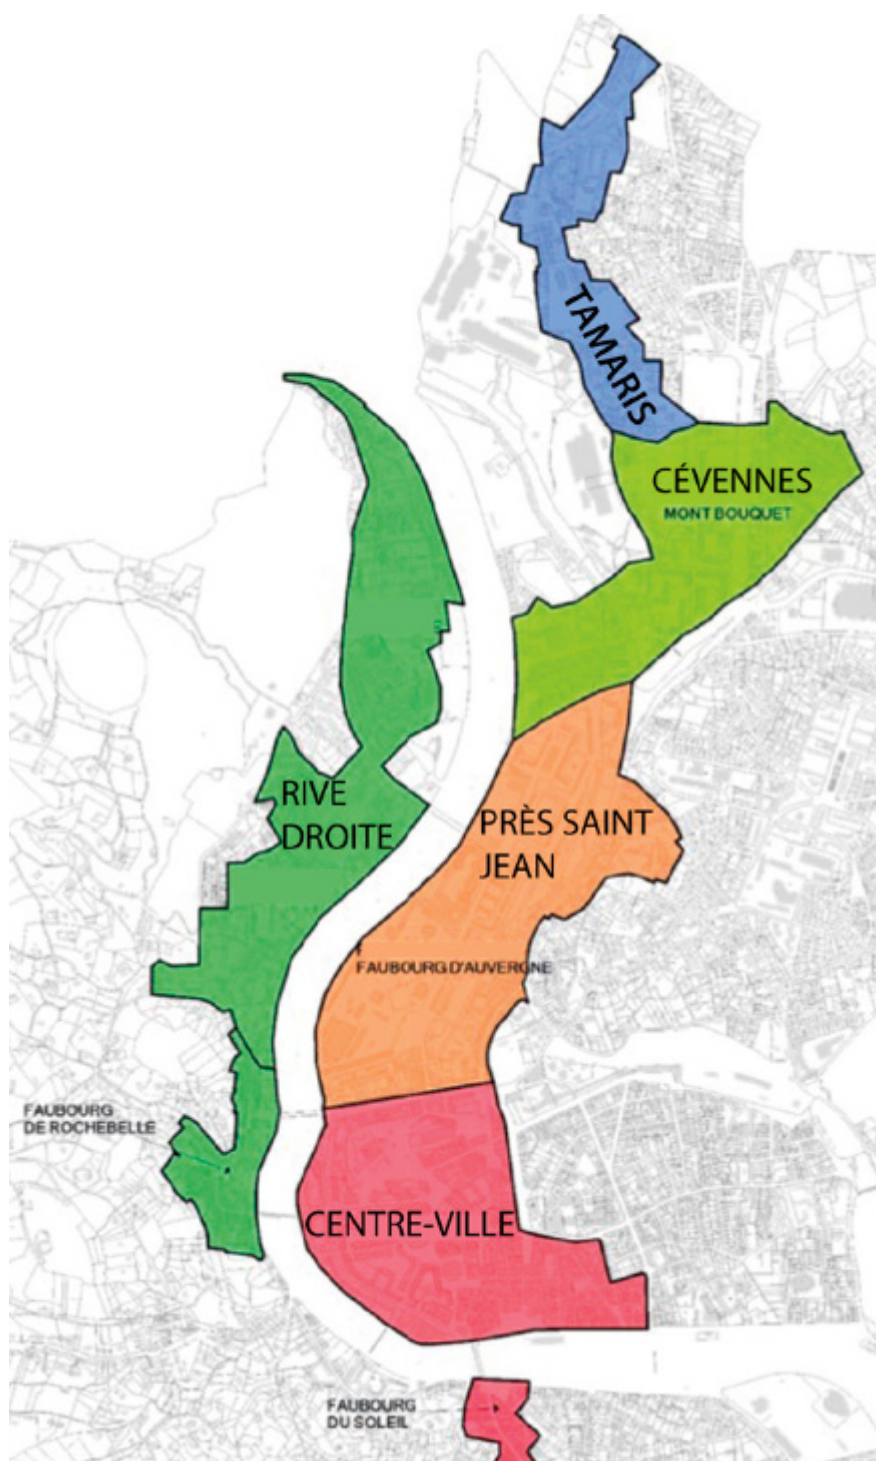 TAMARIS
CÉVENNES
MONT BOUQUET
RIVE
DROITE
PRÈS SAINT
JEAN
FAUBOURG D'AUVERGNE
FAUBOURG
DE ROCHEBELLE
CENTRE-VILLE
FAUBOURG
DU SOLEIL